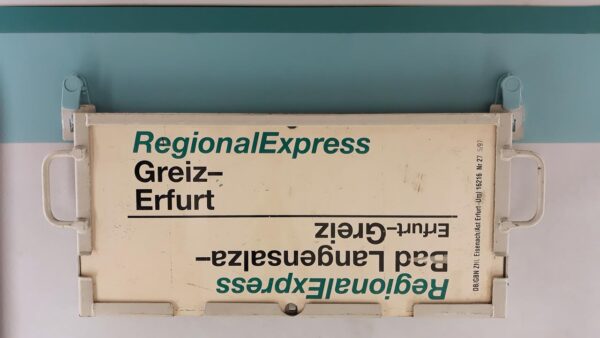 RegionalExpress
Greiz–
Erfurt
RegionalExpress
Bad Langensalza–
Erfurt–Greiz